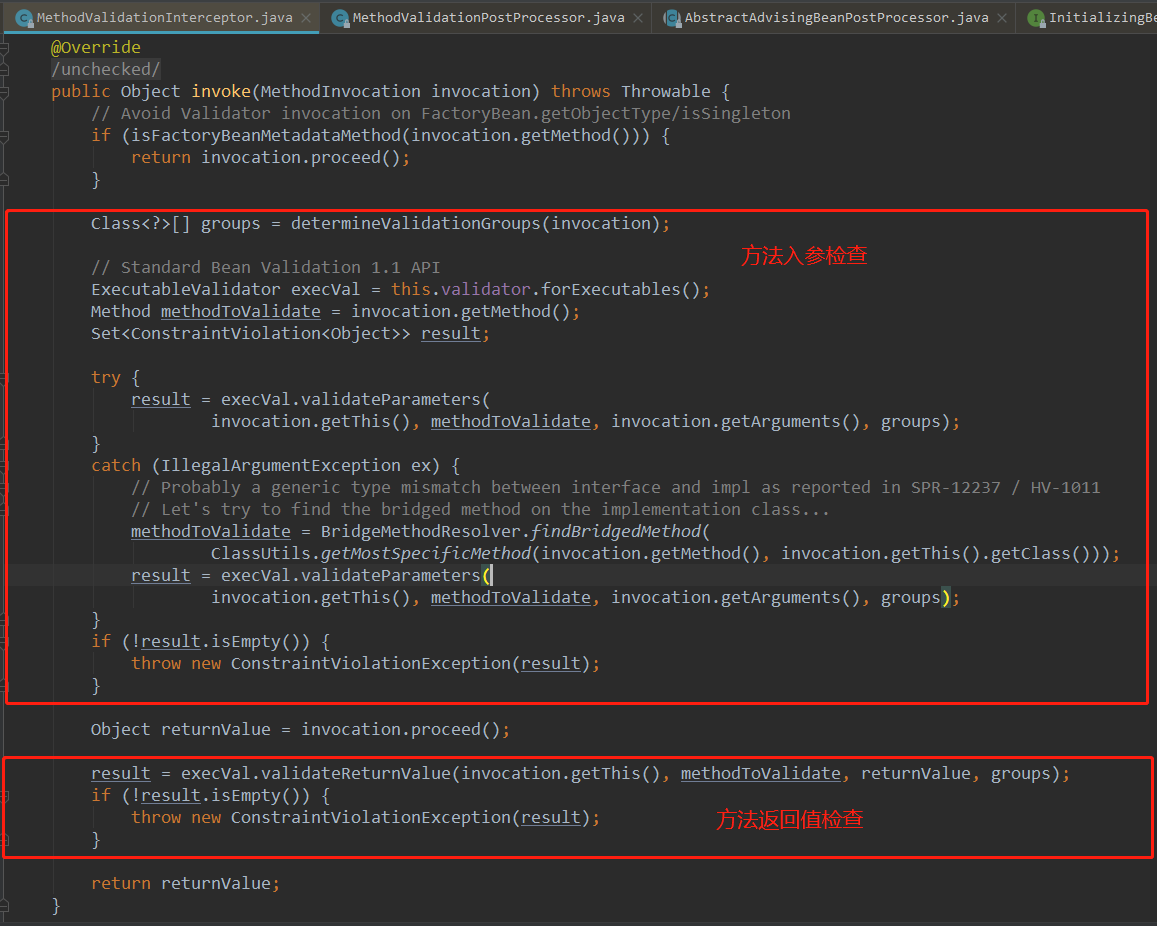 MethodValidationInterceptor.java MethodValidationPostProcessor.java AbstractAdvisingBeanPostProcessor.java InitializingBe
@Override
/unchecked/
public Object invoke(MethodInvocation invocation) throws Throwable {
// Avoid Validator invocation on FactoryBean.getObjectType/isSingleton
if (isFactoryBeanMetadataMethod(invocation.getMethod())) {
return invocation.proceed();
}
Class<?>[] groups = determineValidationGroups(invocation);
方法入参检查
// Standard Bean Validation 1.1 API
ExecutableValidator execVal = this.validator.forExecutables();
Method methodToValidate = invocation.getMethod();
Set<ConstraintViolation<Object>> result;
try {
result = execVal.validateParameters(
invocation.getThis(), methodToValidate, invocation.getArguments(), groups);
}
catch (IllegalArgumentException ex) {
// Probably a generic type mismatch between interface and impl as reported in SPR-12237 / HV-1011
// Let's try to find the bridged method on the implementation class...
methodToValidate = BridgeMethodResolver.findBridgedMethod(
ClassUtils.getMostSpecificMethod(invocation.getMethod(), invocation.getThis().getClass()));
result = execVal.validateParameters(
invocation.getThis(), methodToValidate, invocation.getArguments(), groups);
}
if (!result.isEmpty()) {
throw new ConstraintViolationException(result);
}
Object returnValue = invocation.proceed();
result = execVal.validateReturnValue(invocation.getThis(), methodToValidate, returnValue, groups);
if (!result.isEmpty()) {
throw new ConstraintViolationException(result);
方法返回值检查
}
return returnValue;
}